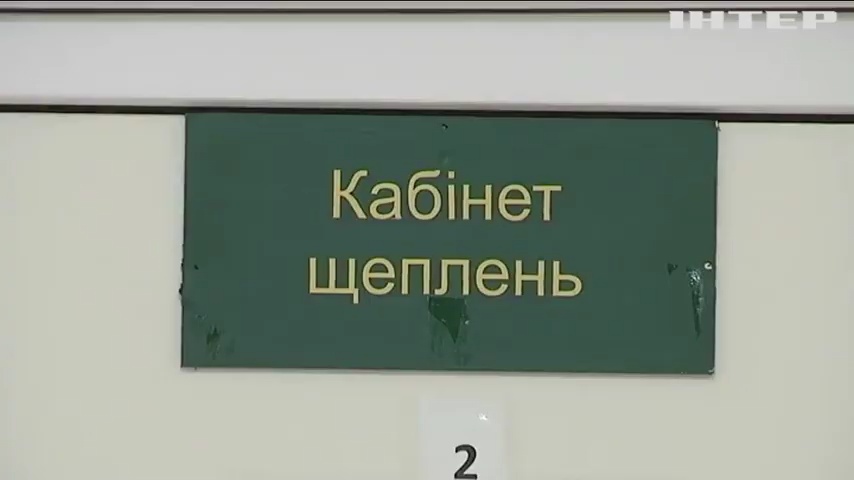 ІНТЕР
Кабінет
щеплень
2